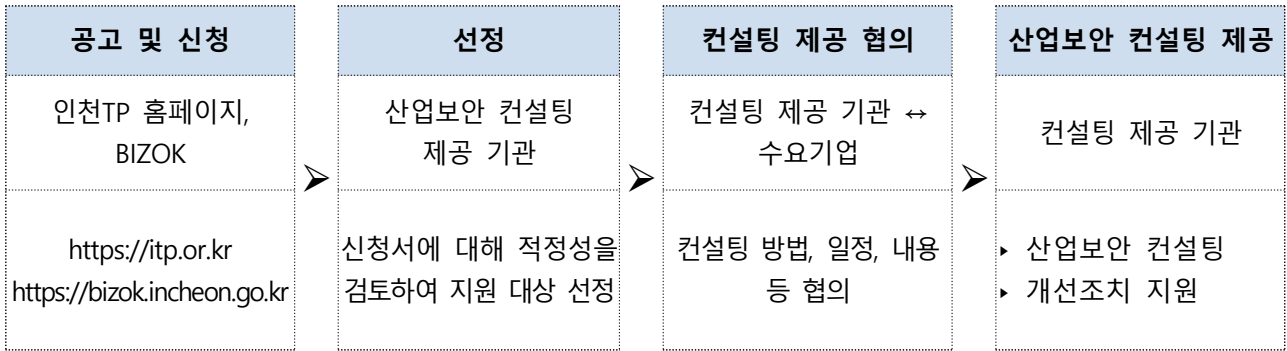 공고 및 신청
인천TP 홈페이지,
BIZOK
https://itp.or.kr
https://bizok.incheon.go.kr
➢
선정
산업보안 컨설팅
제공 기관
신청서에 대해 적정성을
검토하여 지원 대상 선정
➢
컨설팅 제공 협의
컨설팅 제공 기관 ↔
수요기업
컨설팅 방법, 일정, 내용
등 협의
➢
산업보안 컨설팅 제공
컨설팅 제공 기관
▸ 산업보안 컨설팅
▸ 개선조치 지원